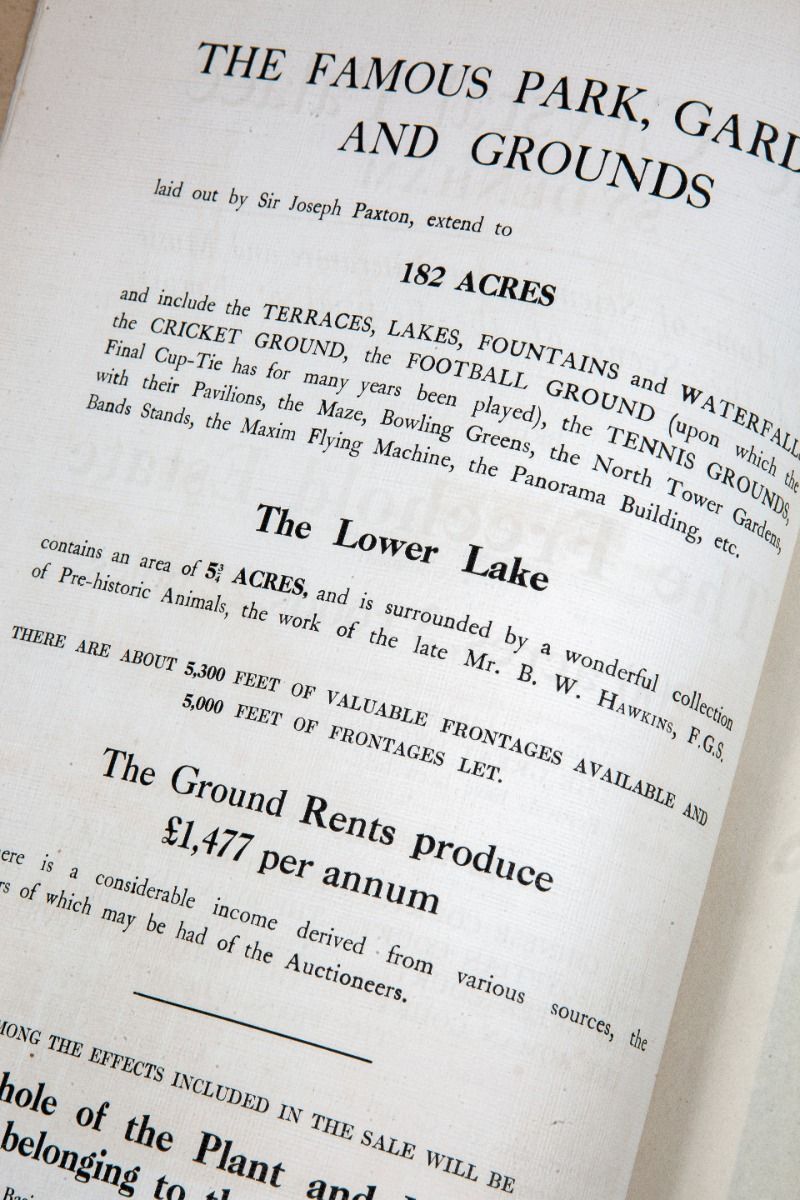 THE FAMOUS PARK, GARD
AND GROUNDS
laid out by Sir Joseph Paxton, extend to
182 ACRES
and include the TERRACES, LAKES, FOUNTAINS and WATERFALLS,
the CRICKET GROUND, the FOOTBALL GROUND (upon which the
Final Cup-Tie has for many years been played), the TENNIS GROUNDS,
with their Pavilions, the Maze, Bowling Greens, the North Tower Gardens,
Bands Stands, the Maxim Flying Machine, the Panorama Building, etc.
The Lower Lake
contains an area of 5¾ ACRES, and is surrounded by a wonderful collection
of Pre-historic Animals, the work of the late Mr. B. W. HAWKINS, F.G.S.
THERE ARE ABOUT 5,300 FEET OF VALUABLE FRONTAGES AVAILABLE AND
5,000 FEET OF FRONTAGES LET.
The Ground Rents produce
£1,477 per annum
ere is a considerable income derived from various sources, the
rs of which may be had of the Auctioneers.
MONG THE EFFECTS INCLUDED IN THE SALE WILL BE
hole of the Plant and
belonging to th